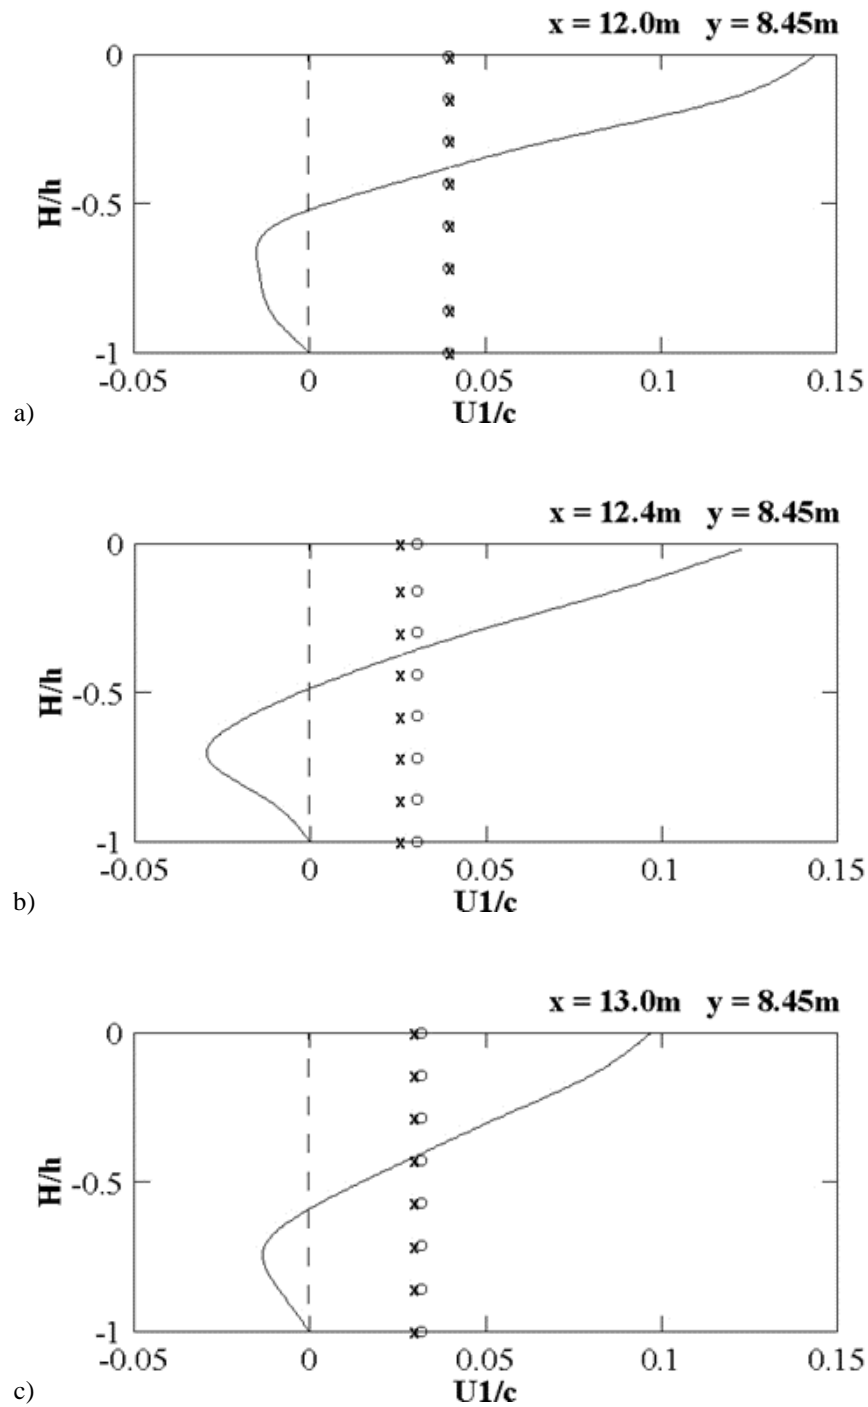 x = 12.0m y = 8.45m
0
H/h
-0.5
-1
-0.05 0 0.05 0.1 0.15
a) U1/c
x = 12.4m y = 8.45m
0
H/h
-0.5
-1
-0.05 0 0.05 0.1 0.15
b) U1/c
x = 13.0m y = 8.45m
0
H/h
-0.5
-1
-0.05 0 0.05 0.1 0.15
c) U1/c